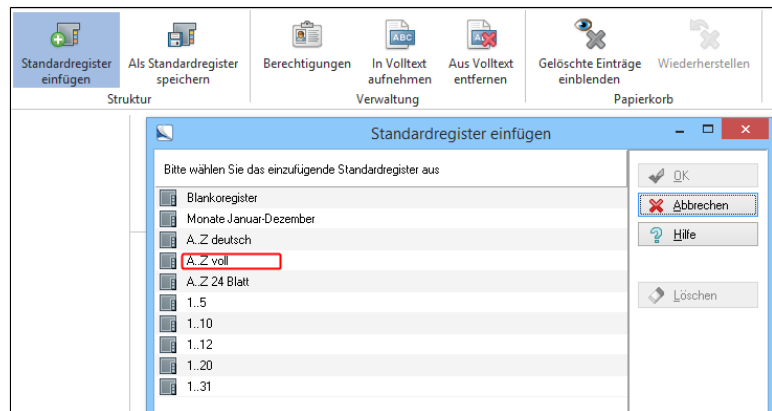 Standardregister einfügen
Als Standardregister speichern
Berechtigungen
In Volltext aufnehmen
Aus Volltext entfernen
Gelöschte Einträge einblenden
Wiederherstellen
Struktur
Verwaltung
Papierkorb
Standardregister einfügen
Bitte wählen Sie das einzufügende Standardregister aus
Blankoregister
Monate Januar-Dezember
A..Z deutsch
A..Z voll
A..Z 24 Blatt
1..5
1..10
1..12
1..20
1..31
OK
Abbrechen
Hilfe
Löschen